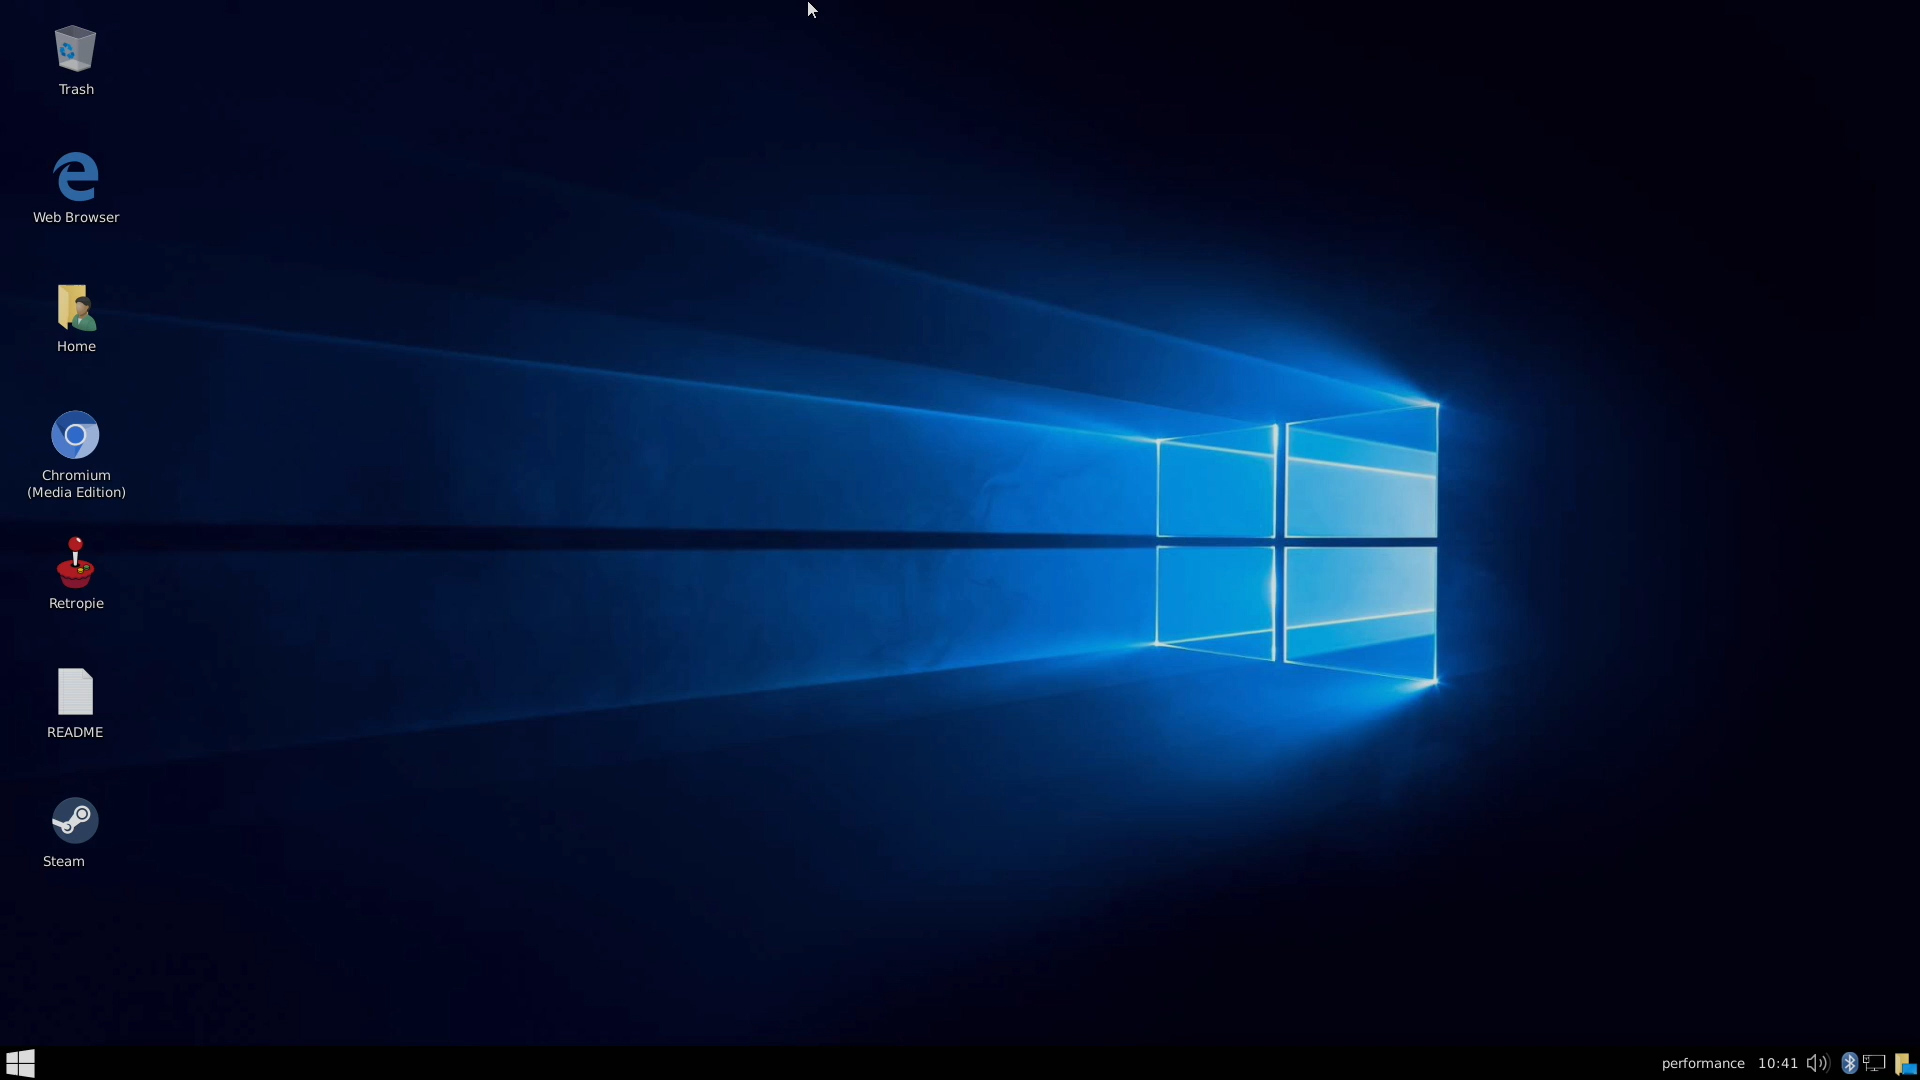 Trash
Web Browser
Home
Chromium
(Media Edition)
Retropie
README
Steam
performance 10:41